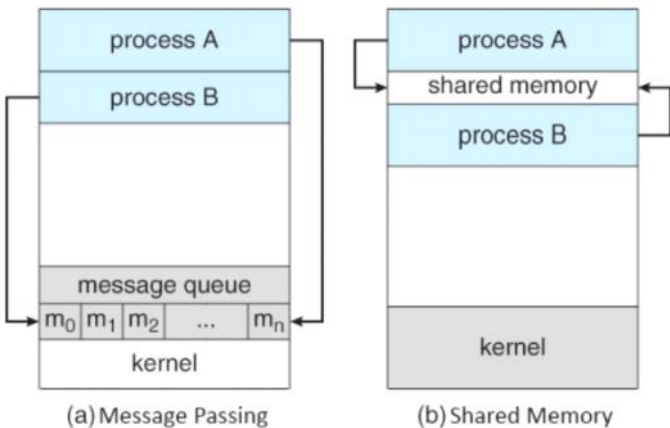 process A
process B
message queue
m₀ m₁ m₂ ... mₙ
kernel
(a) Message Passing
process A
shared memory
process B
kernel
(b) Shared Memory